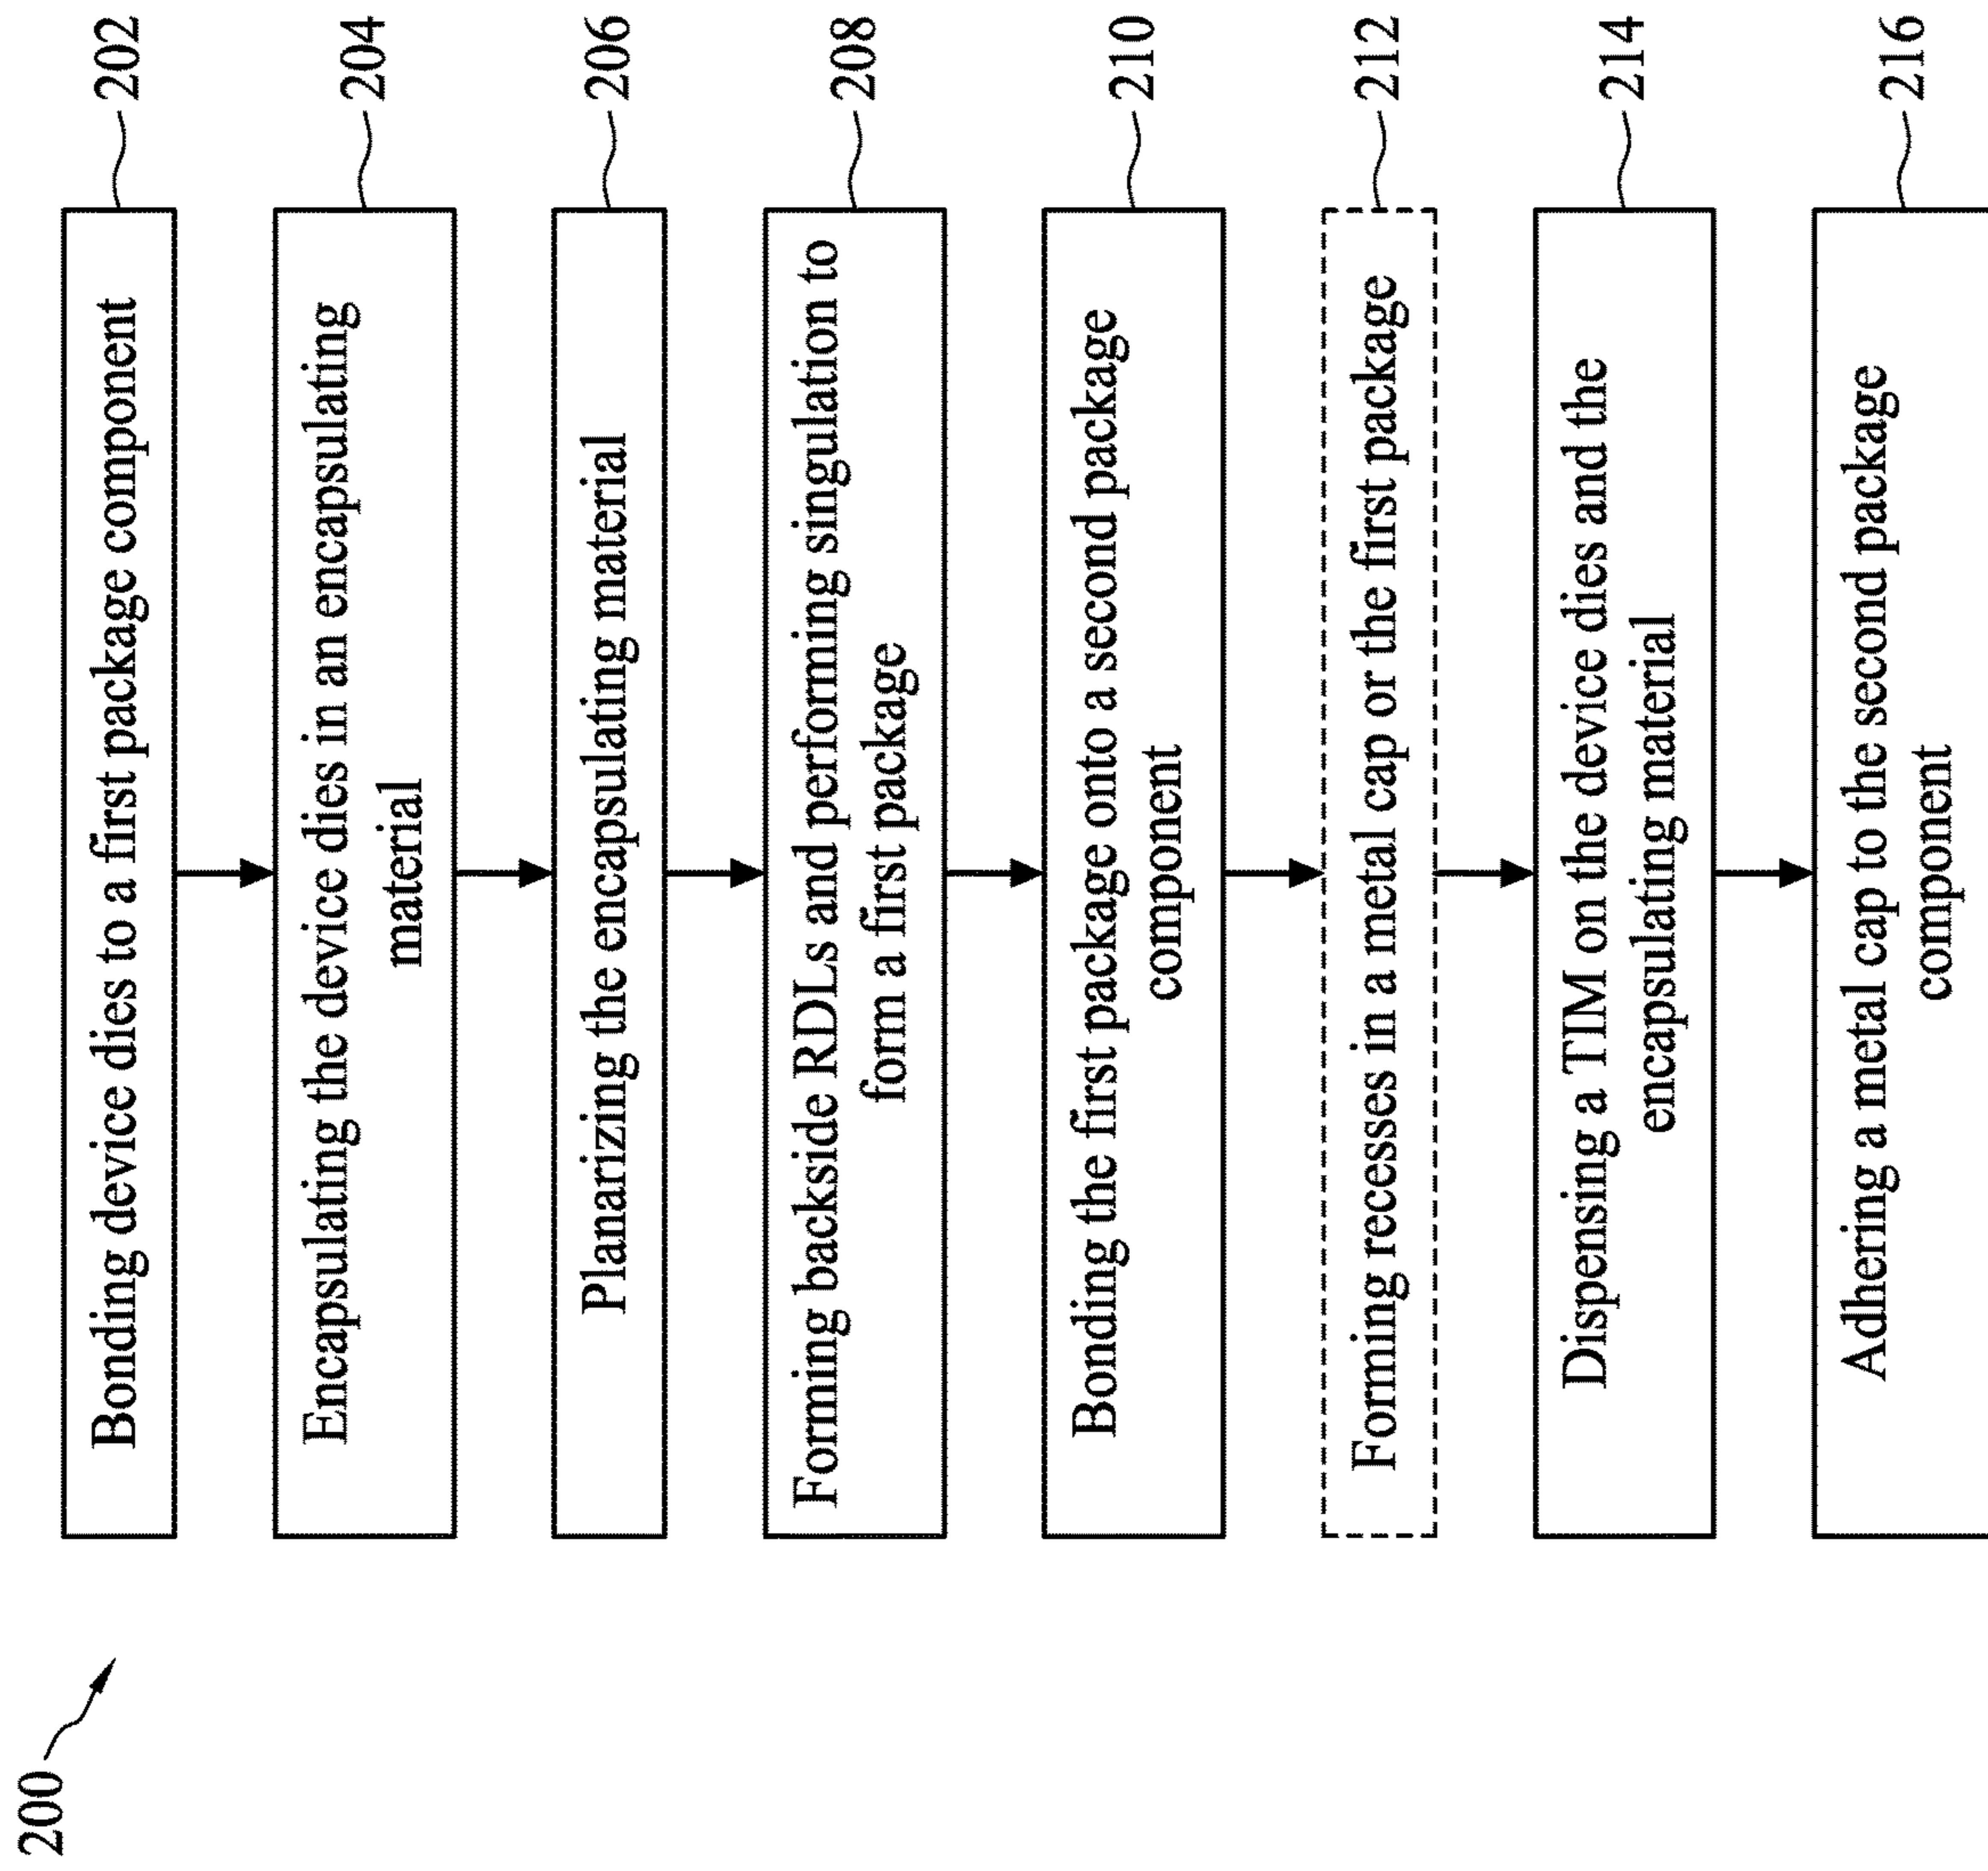 200
Bonding device dies to a first package component
202
Encapsulating the device dies in an encapsulating
material
204
Planarizing the encapsulating material
206
Forming backside RDLs and performing singulation to
form a first package
208
Bonding the first package onto a second package
component
210
Forming recesses in a metal cap or the first package
212
Dispensing a TIM on the device dies and the
encapsulating material
214
Adhering a metal cap to the second package
component
216